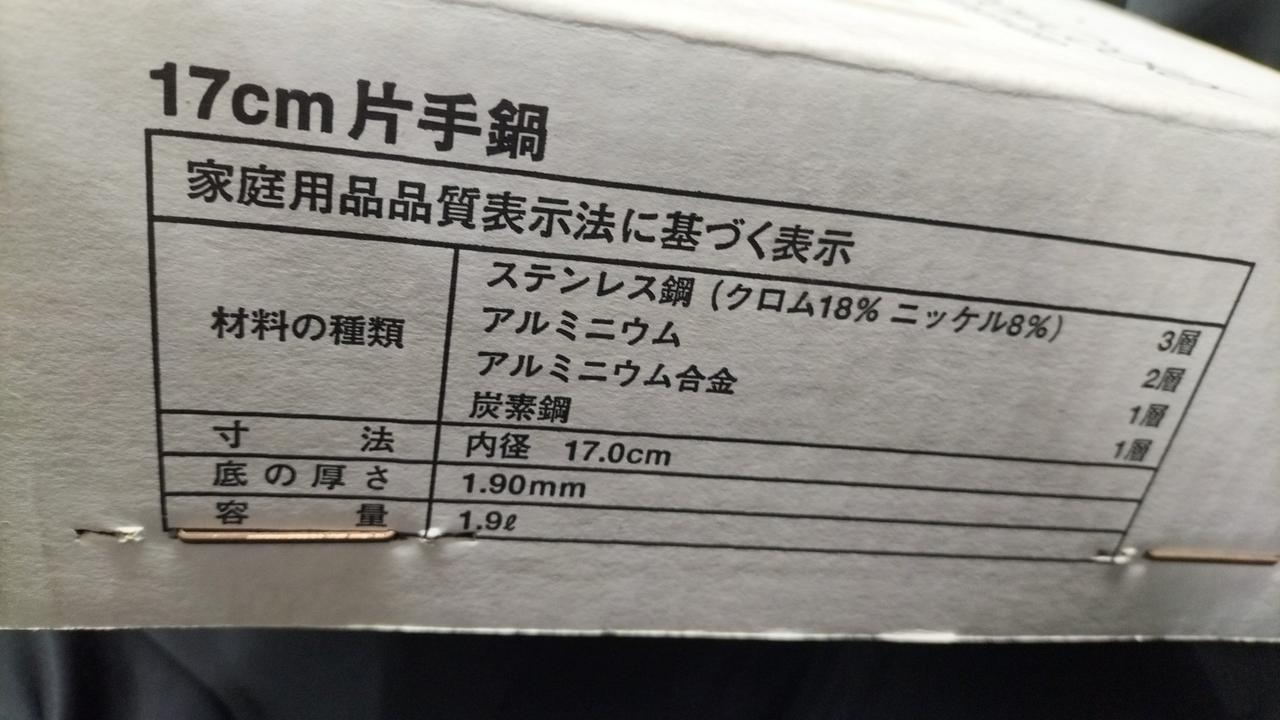 17cm片手鍋
家庭用品品質表示法に基づく表示
材料の種類
ステンレス鋼(クロム18% ニッケル8%) 3層
アルミニウム 2層
アルミニウム合金 1層
炭素鋼 1層
寸法 内径 17.0cm
底の厚さ 1.90mm
容量 1.9ℓ